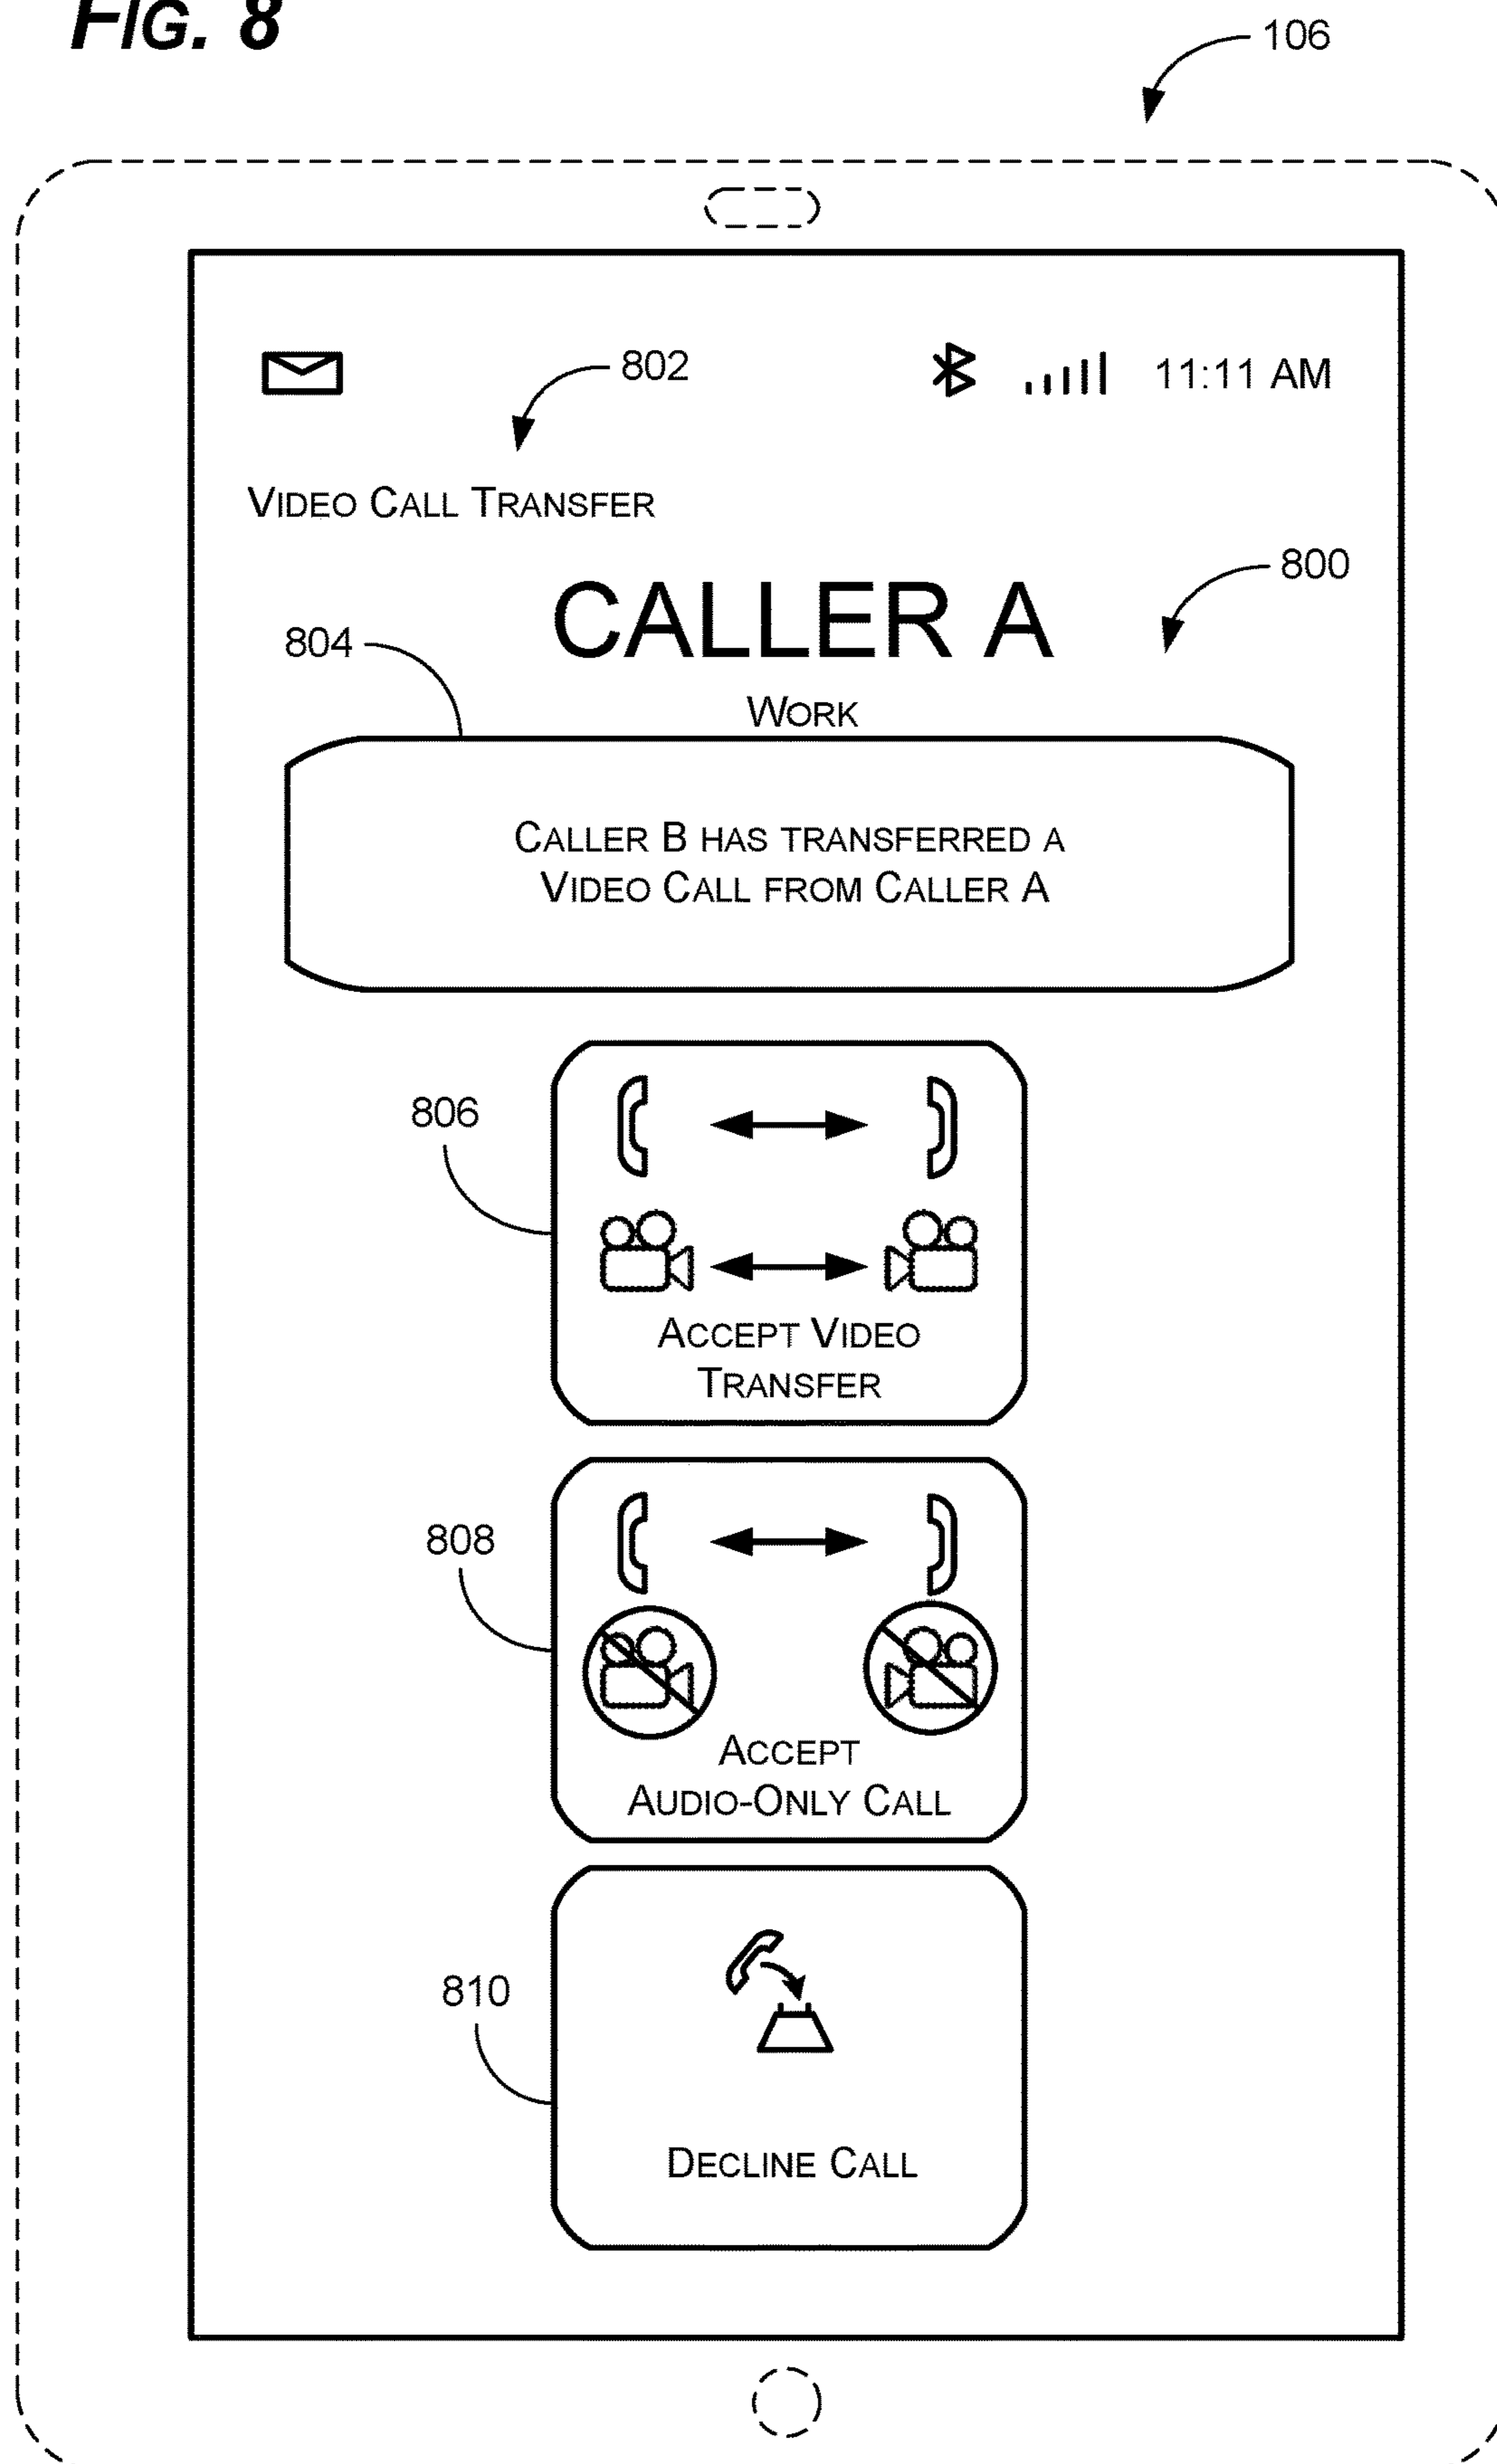 FIG. 8
106
802
11:11 AM
VIDEO CALL TRANSFER
800
CALLER A
804
WORK
CALLER B HAS TRANSFERRED A
VIDEO CALL FROM CALLER A
806
ACCEPT VIDEO
TRANSFER
808
ACCEPT
AUDIO-ONLY CALL
810
DECLINE CALL